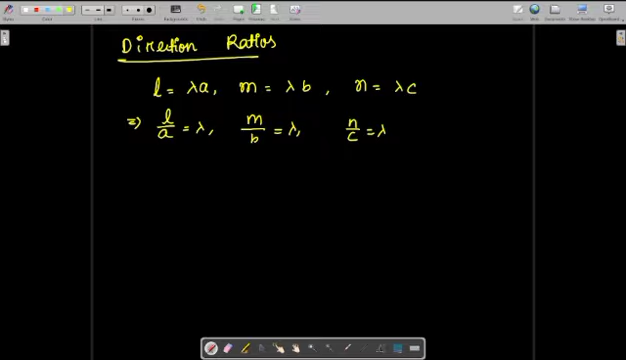 Direction Ratios
l = λa, m = λb, n = λc
⇒ l/a = λ, m/b = λ, n/c = λ